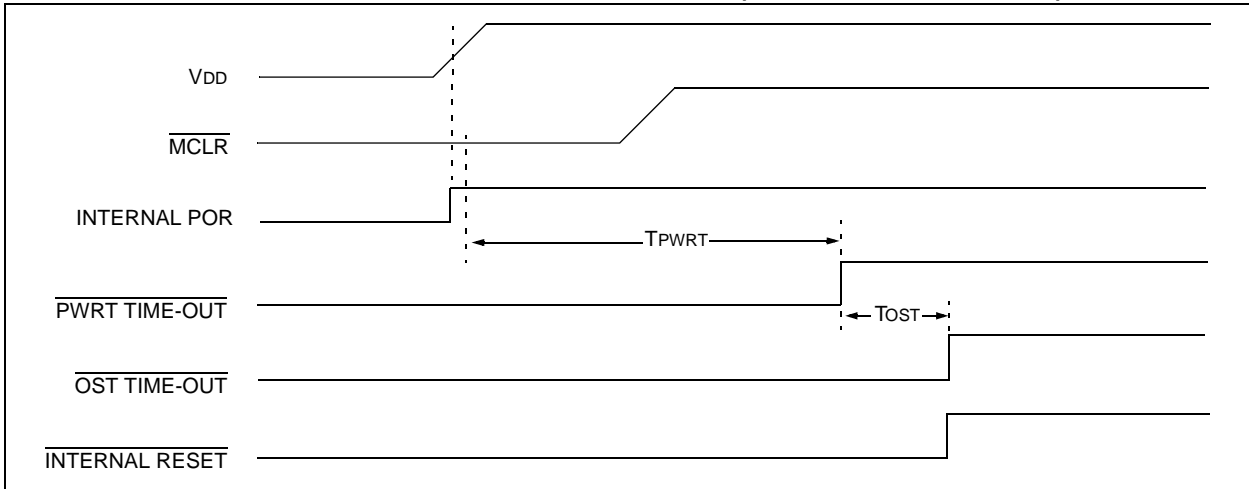 VDD
MCLR
INTERNAL POR
TPWRT
PWRT TIME-OUT
TOST
OST TIME-OUT
INTERNAL RESET